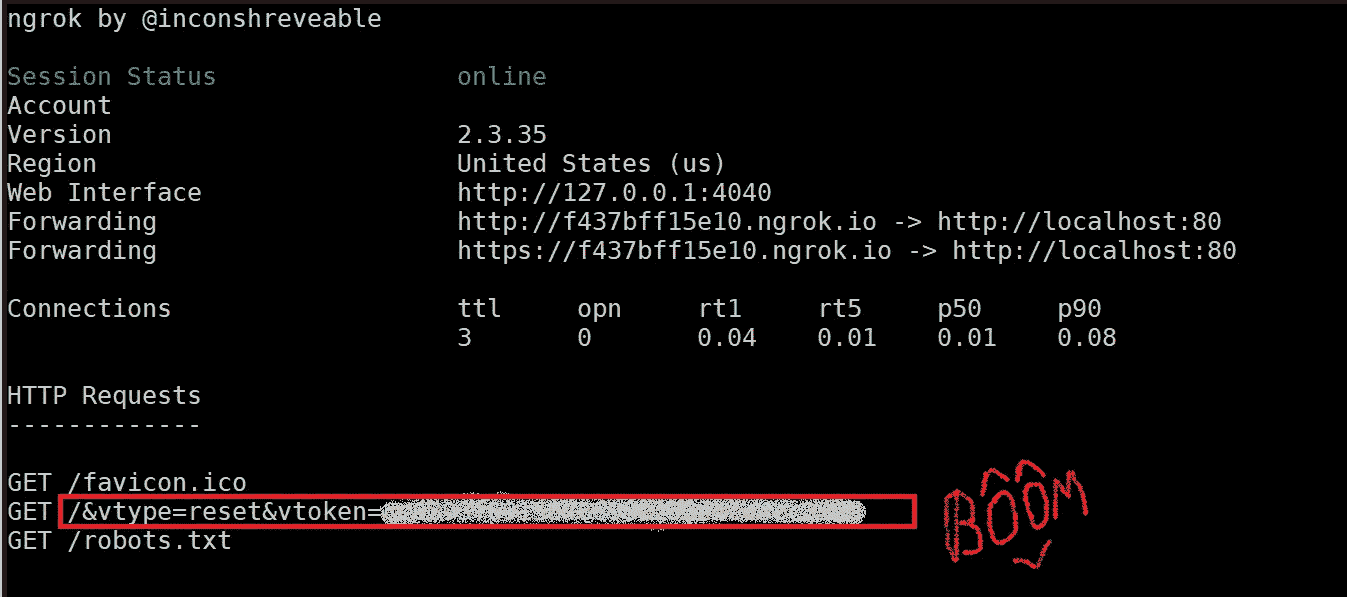 ngrok by @inconshreveable
Session Status online
Account
Version 2.3.35
Region United States (us)
Web Interface http://127.0.0.1:4040
Forwarding http://f437bff15e10.ngrok.io -> http://localhost:80
Forwarding https://f437bff15e10.ngrok.io -> http://localhost:80
Connections ttl opn rt1 rt5 p50 p90
3 0 0.04 0.01 0.01 0.08
HTTP Requests
-------------
GET /favicon.ico
GET /&vtype=reset&vtoken=
BOOM
GET /robots.txt